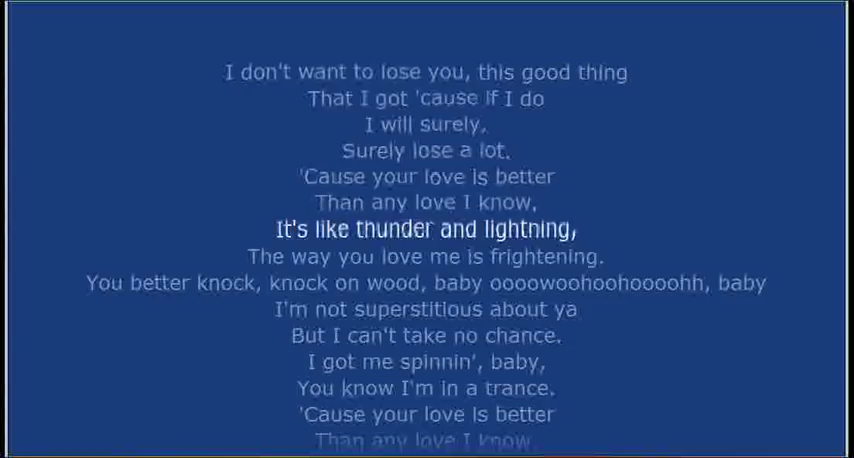 I don't want to lose you, this good thing
That I got 'cause if I do
I will surely,
Surely lose a lot.
'Cause your love is better
Than any love I know,
It's like thunder and lightning,
The way you love me is frightening.
You better knock, knock on wood, baby oooowoohoohoooohh, baby
I'm not superstitious about ya
But I can't take no chance.
I got me spinnin', baby,
You know I'm in a trance.
'Cause your love is better
Than any love I know,